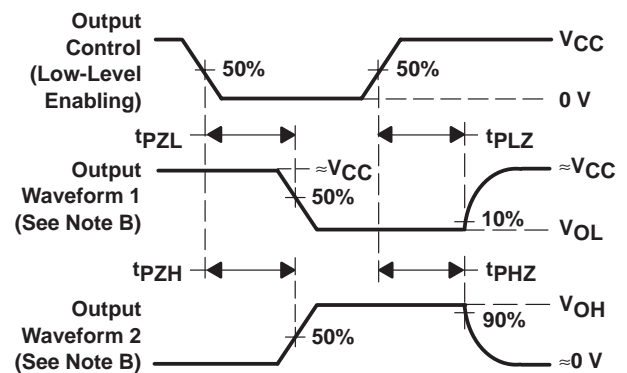 Output
Control
(Low-Level
Enabling)
50%
50%
VCC
0 V
tPZL
tPLZ
Output
Waveform 1
(See Note B)
≈VCC
50%
≈VCC
10%
VOL
tPZH
tPHZ
Output
Waveform 2
(See Note B)
50%
VOH
90%
≈0 V